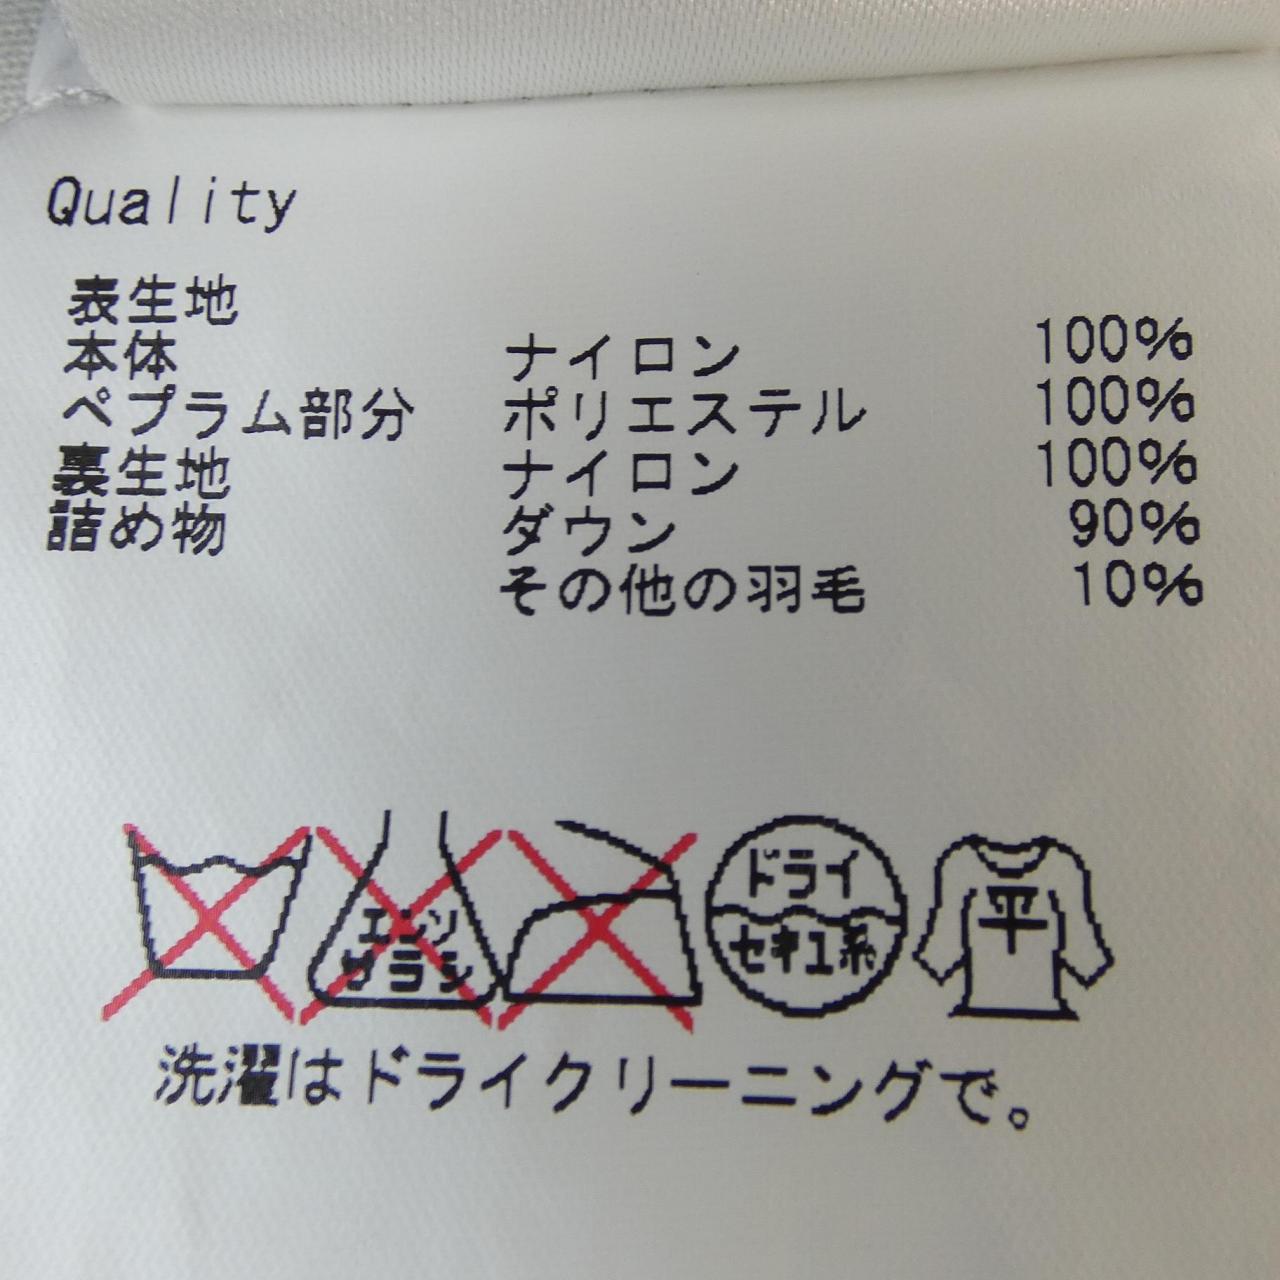 Quality
表生地
本体 ナイロン 100%
ペプラム部分 ポリエステル 100%
裏生地 ナイロン 100%
詰め物 ダウン 90%
その他の羽毛 10%
エンソ
サラシ
ドライ
セキユ系
平
洗濯はドライクリーニングで。